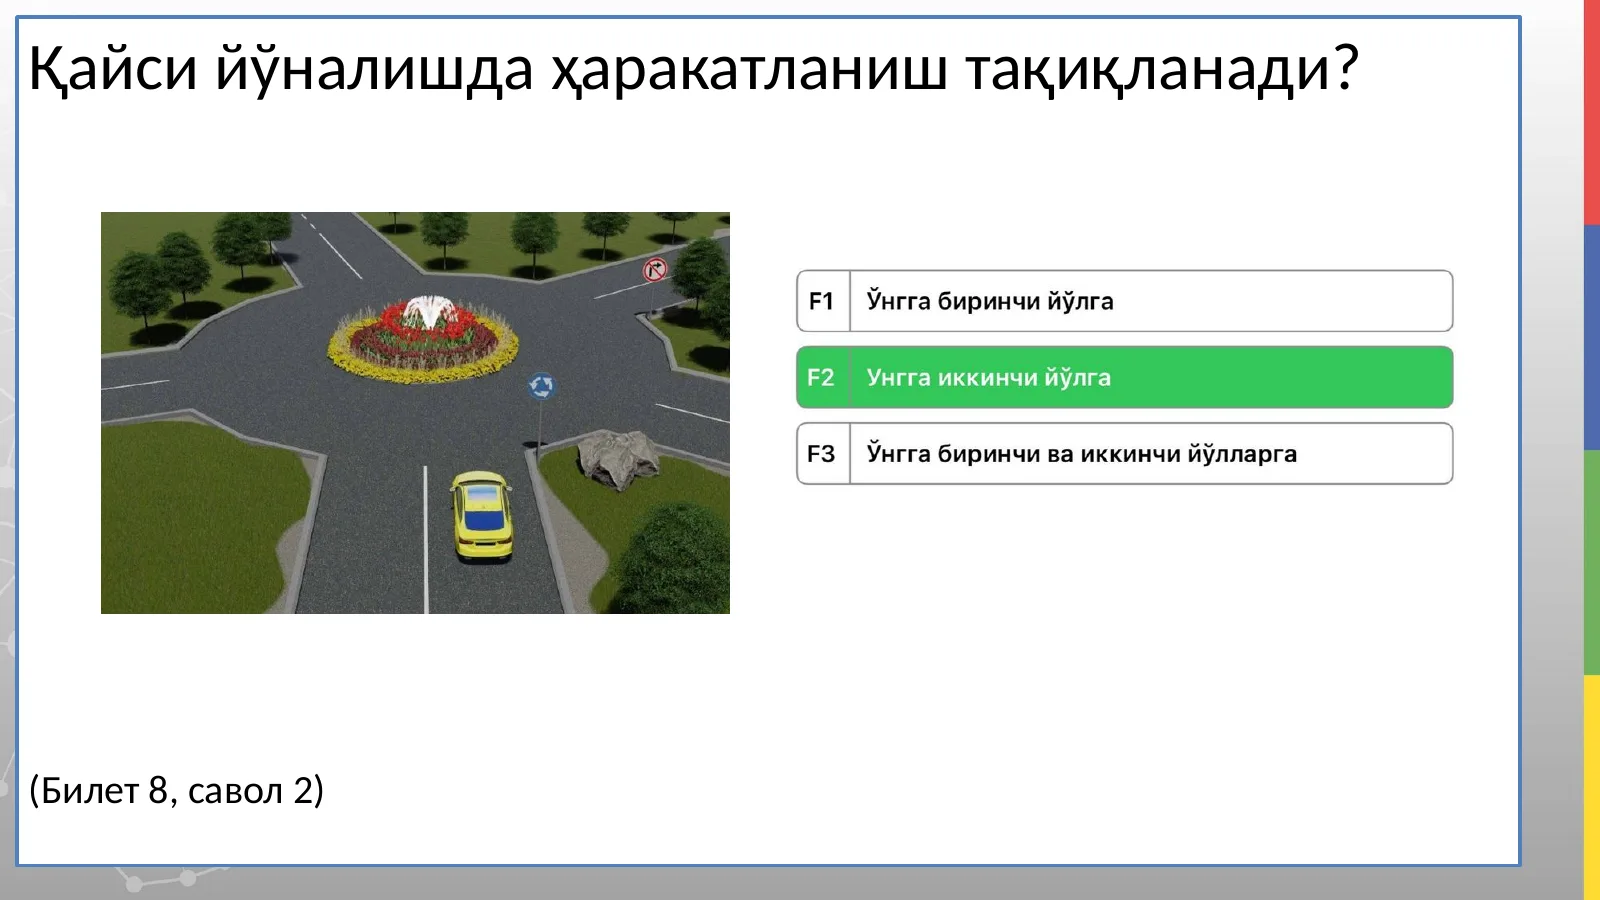 Қайси йўналишда ҳаракатланиш тақиқланади?
F1 Ўнгга биринчи йўлга
F2 Унгга иккинчи йўлга
F3 Ўнгга биринчи ва иккинчи йўлларга
(Билет 8, савол 2)